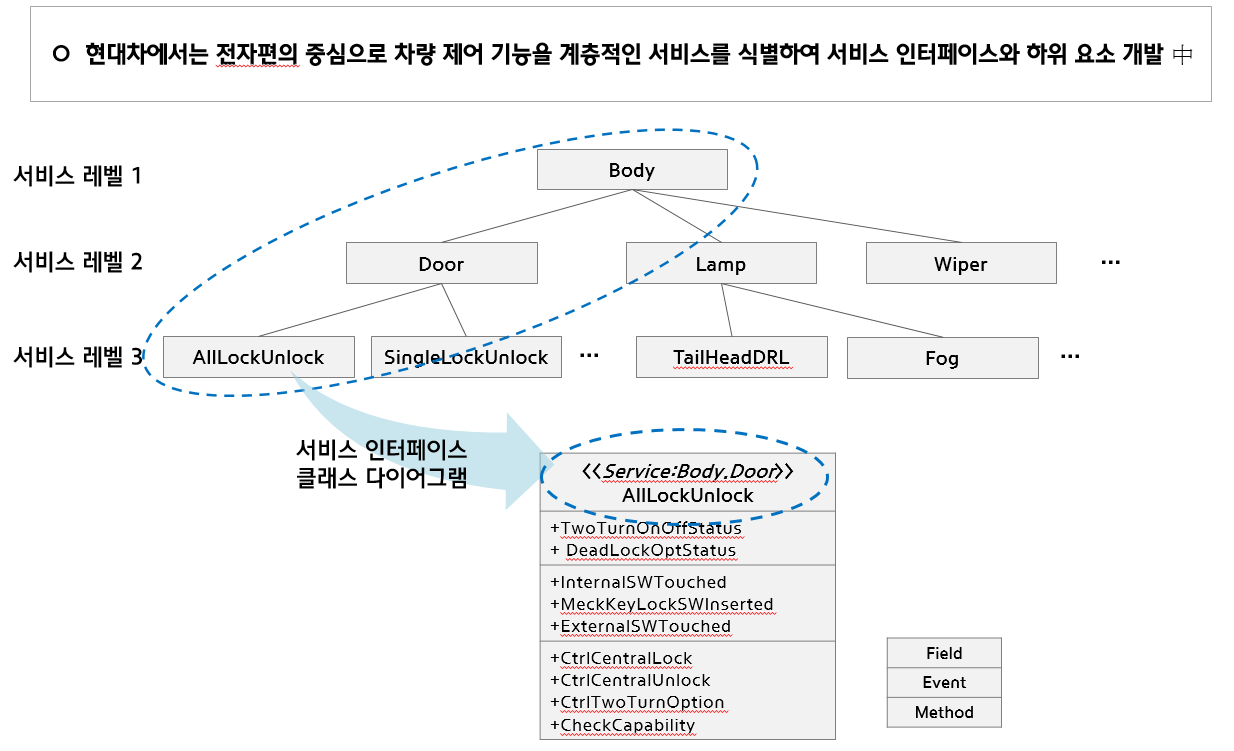 ㅇ 현대차에서는 전자편의 중심으로 차량 제어 기능을 계층적인 서비스를 식별하여 서비스 인터페이스와 하위 요소 개발 中
서비스 레벨 1
Body
서비스 레벨 2
Door
Lamp
Wiper
...
서비스 레벨 3
AllLockUnlock
SingleLockUnlock
...
TailHeadDRL
Fog
...
서비스 인터페이스
클래스 다이어그램
<<Service:Body.Door>>
AllLockUnlock
+TwoTurnOnOffStatus
+ DeadLockOptStatus
+InternalSWTouched
+MeckKeyLockSWInserted
+ExternalSWTouched
+CtrlCentralLock
+CtrlCentralUnlock
+CtrlTwoTurnOption
+CheckCapability
Field
Event
Method